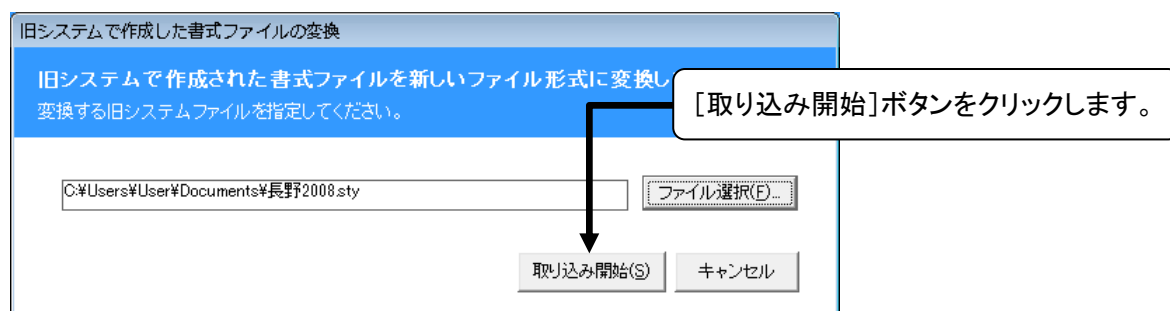 旧システムで作成した書式ファイルの変換
旧システムで作成された書式ファイルを新しいファイル形式に変換し
変換する旧システムファイルを指定してください。
[取り込み開始]ボタンをクリックします。
C:¥Users¥User¥Documents¥長野2008.sty
ファイル選択(F)...
取り込み開始(S)
キャンセル